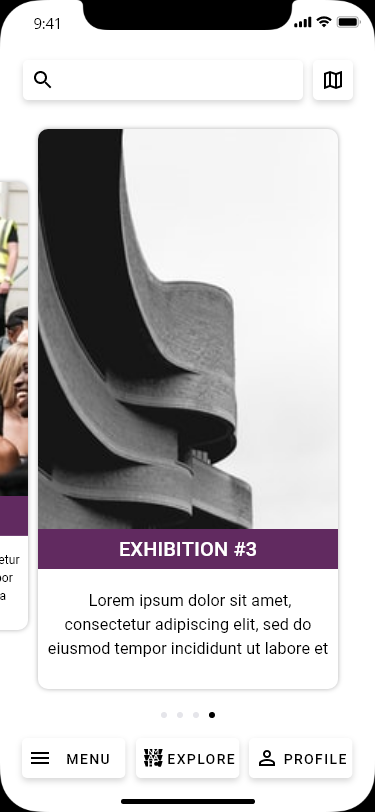 9:41
etur
por
a
EXHIBITION #3
Lorem ipsum dolor sit amet,
consectetur adipiscing elit, sed do
eiusmod tempor incididunt ut labore et
MENU
EXPLORE
PROFILE